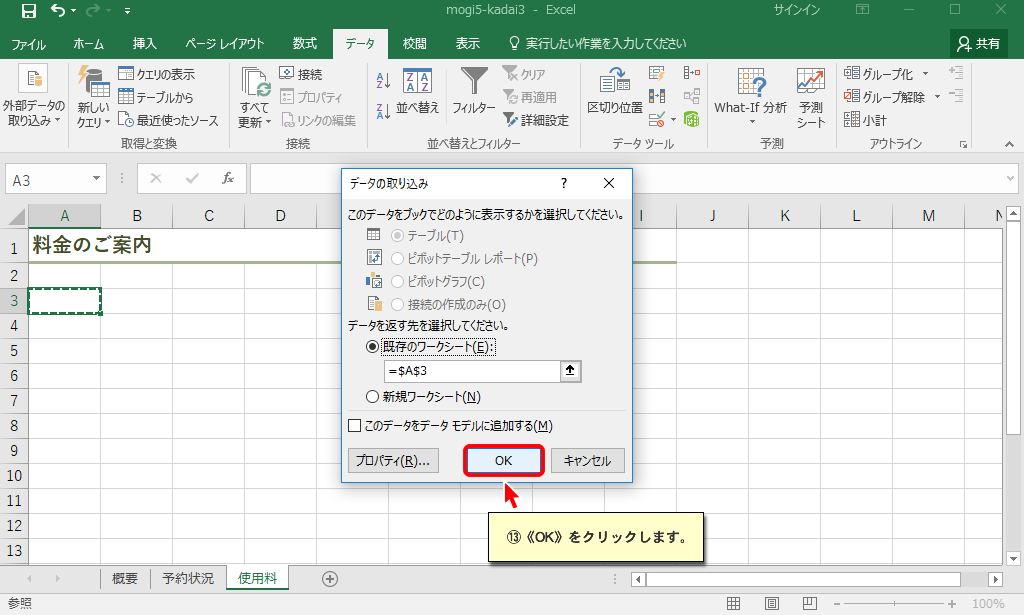 mogi5-kadai3 - Excel
サインイン
ファイル ホーム 挿入 ページ レイアウト 数式 データ 校閲 表示 実行したい作業を入力してください 共有
外部データの取り込み
新しいクエリ
クエリの表示
テーブルから
最近使ったソース
取得と変換
すべて更新
接続
プロパティ
リンクの編集
接続
並べ替え
フィルター
クリア
再適用
詳細設定
並べ替えとフィルター
区切り位置
データ ツール
What-If 分析
予測シート
予測
グループ化
グループ解除
小計
アウトライン
A3
fx
A B C D I J K L M N
1 料金のご案内
2
3
4
5
6
7
8
9
10
11
12
13
データの取り込み ?
このデータをブックでどのように表示するかを選択してください。
テーブル(T)
ピボットテーブル レポート(P)
ピボットグラフ(C)
接続の作成のみ(O)
データを返す先を選択してください。
既存のワークシート(E):
=$A$3
新規ワークシート(N)
このデータをデータ モデルに追加する(M)
プロパティ(R)... OK キャンセル
⑬《OK》をクリックします。
概要 予約状況 使用料
参照
100%